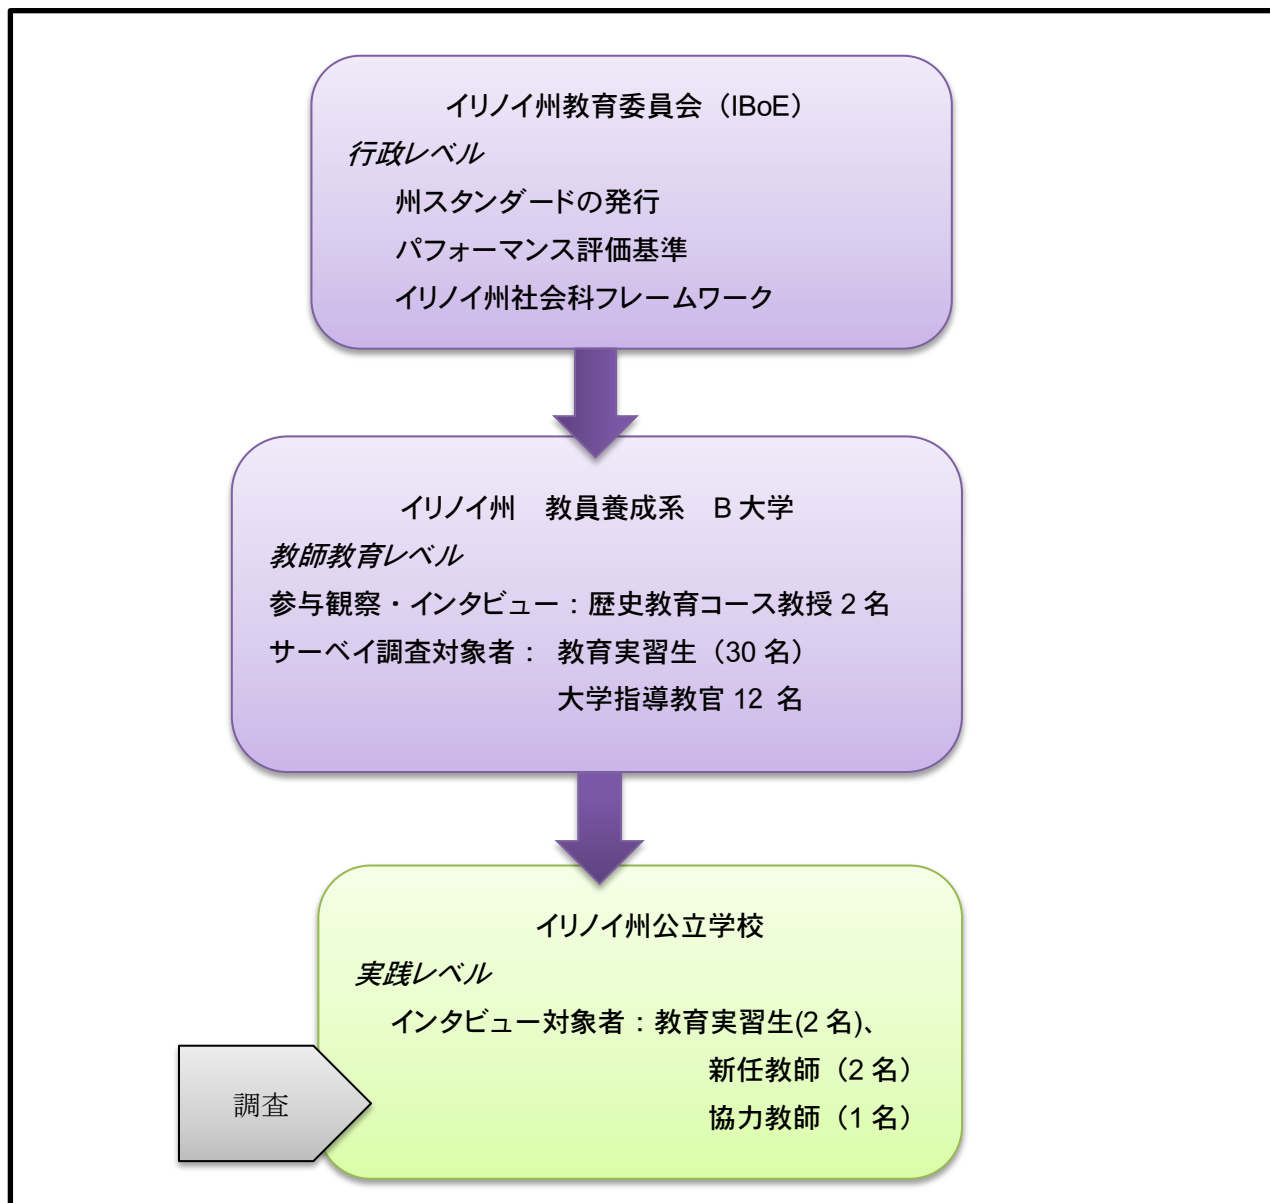 イリノイ州教育委員会（IBoE）
行政レベル
州スタンダードの発行
パフォーマンス評価基準
イリノイ州社会科フレームワーク
イリノイ州　教員養成系　B 大学
教師教育レベル
参与観察・インタビュー：歴史教育コース教授 2 名
サーベイ調査対象者：　教育実習生（30 名）
大学指導教官 12 名
イリノイ州公立学校
実践レベル
インタビュー対象者：教育実習生(2 名)、
新任教師（2 名）
調査
協力教師（1 名）